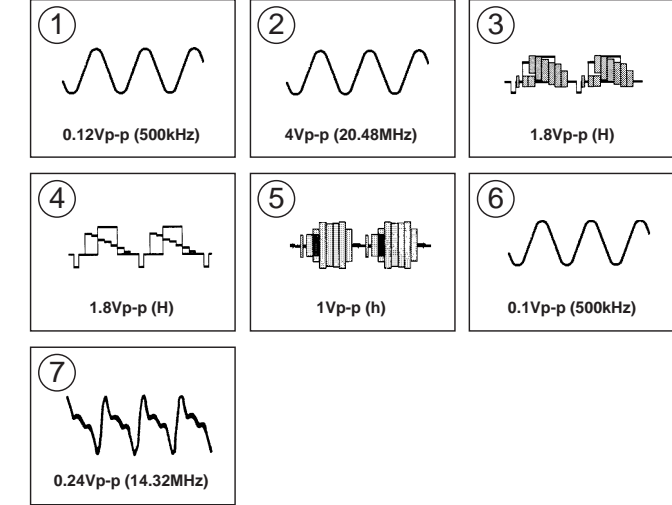 1
0.12Vp-p (500kHz)
2
4Vp-p (20.48MHz)
3
1.8Vp-p (H)
4
1.8Vp-p (H)
5
1Vp-p (h)
6
0.1Vp-p (500kHz)
7
0.24Vp-p (14.32MHz)